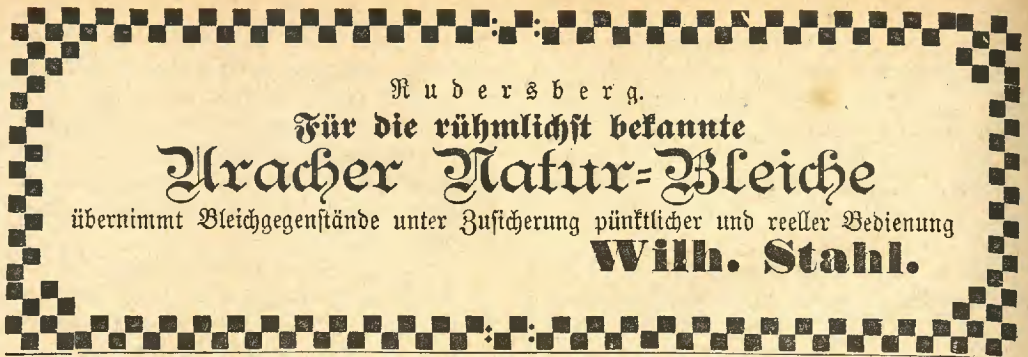 Rudersberg.
Für die rühmlichst bekannte
Uracher Natur-Bleiche
übernimmt Bleichgegenstände unter Zusicherung pünktlicher und reeller Bedienung
Wilh. Stahl.